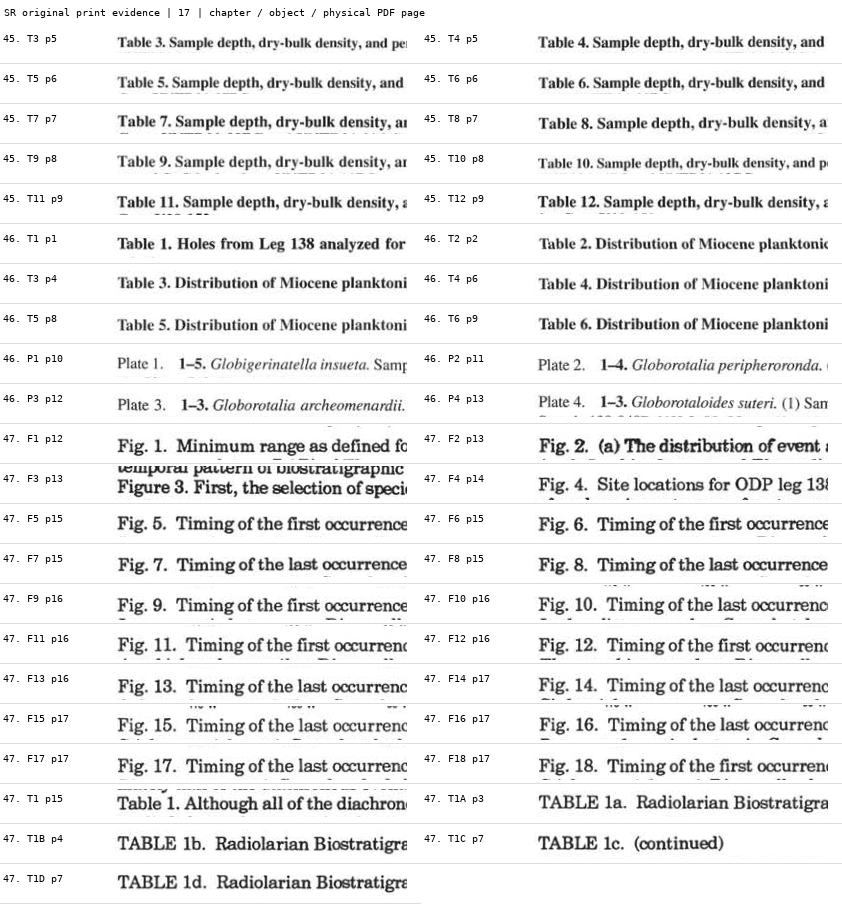 SR original print evidence | 17 | chapter / object / physical PDF page
45. T3 p5 Table 3. Sample depth, dry-bulk density, and pe
45. T4 p5 Table 4. Sample depth, dry-bulk density, and
45. T5 p6 Table 5. Sample depth, dry-bulk density, and
45. T6 p6 Table 6. Sample depth, dry-bulk density, and
45. T7 p7 Table 7. Sample depth, dry-bulk density, an
45. T8 p7 Table 8. Sample depth, dry-bulk density, a
45. T9 p8 Table 9. Sample depth, dry-bulk density, an
45. T10 p8 Table 10. Sample depth, dry-bulk density, and p
45. T11 p9 Table 11. Sample depth, dry-bulk density, a
45. T12 p9 Table 12. Sample depth, dry-bulk density, a
46. T1 p1 Table 1. Holes from Leg 138 analyzed for
46. T2 p2 Table 2. Distribution of Miocene planktonic
46. T3 p4 Table 3. Distribution of Miocene planktoni
46. T4 p6 Table 4. Distribution of Miocene planktoni
46. T5 p8 Table 5. Distribution of Miocene planktoni
46. T6 p9 Table 6. Distribution of Miocene planktoni
46. P1 p10 Plate 1. 1–5. Globigerinatella insueta. Samp
46. P2 p11 Plate 2. 1–4. Globorotalia peripheroronda. (
46. P3 p12 Plate 3. 1–3. Globorotalia archeomenardii.
46. P4 p13 Plate 4. 1–3. Globorotaloides suteri. (1) Sam
47. F1 p12 Fig. 1. Minimum range as defined fo
47. F2 p13 Fig. 2. (a) The distribution of event a
47. F3 p13 temporal pattern of biostratigraphic
Figure 3. First, the selection of speci
47. F4 p14 Fig. 4. Site locations for ODP leg 138
47. F5 p15 Fig. 5. Timing of the first occurrence
47. F6 p15 Fig. 6. Timing of the first occurrence
47. F7 p15 Fig. 7. Timing of the last occurrence
47. F8 p15 Fig. 8. Timing of the last occurrence
47. F9 p16 Fig. 9. Timing of the first occurrence
47. F10 p16 Fig. 10. Timing of the last occurrenc
47. F11 p16 Fig. 11. Timing of the first occurrenc
47. F12 p16 Fig. 12. Timing of the first occurrenc
47. F13 p16 Fig. 13. Timing of the last occurrenc
47. F14 p17 Fig. 14. Timing of the last occurrenc
47. F15 p17 Fig. 15. Timing of the last occurrenc
47. F16 p17 Fig. 16. Timing of the last occurrenc
47. F17 p17 Fig. 17. Timing of the last occurrenc
47. F18 p17 Fig. 18. Timing of the first occurren
47. T1 p15 Table 1. Although all of the diachron
47. T1A p3 TABLE 1a. Radiolarian Biostratigra
47. T1B p4 TABLE 1b. Radiolarian Biostratigra
47. T1C p7 TABLE 1c. (continued)
47. T1D p7 TABLE 1d. Radiolarian Biostratigra